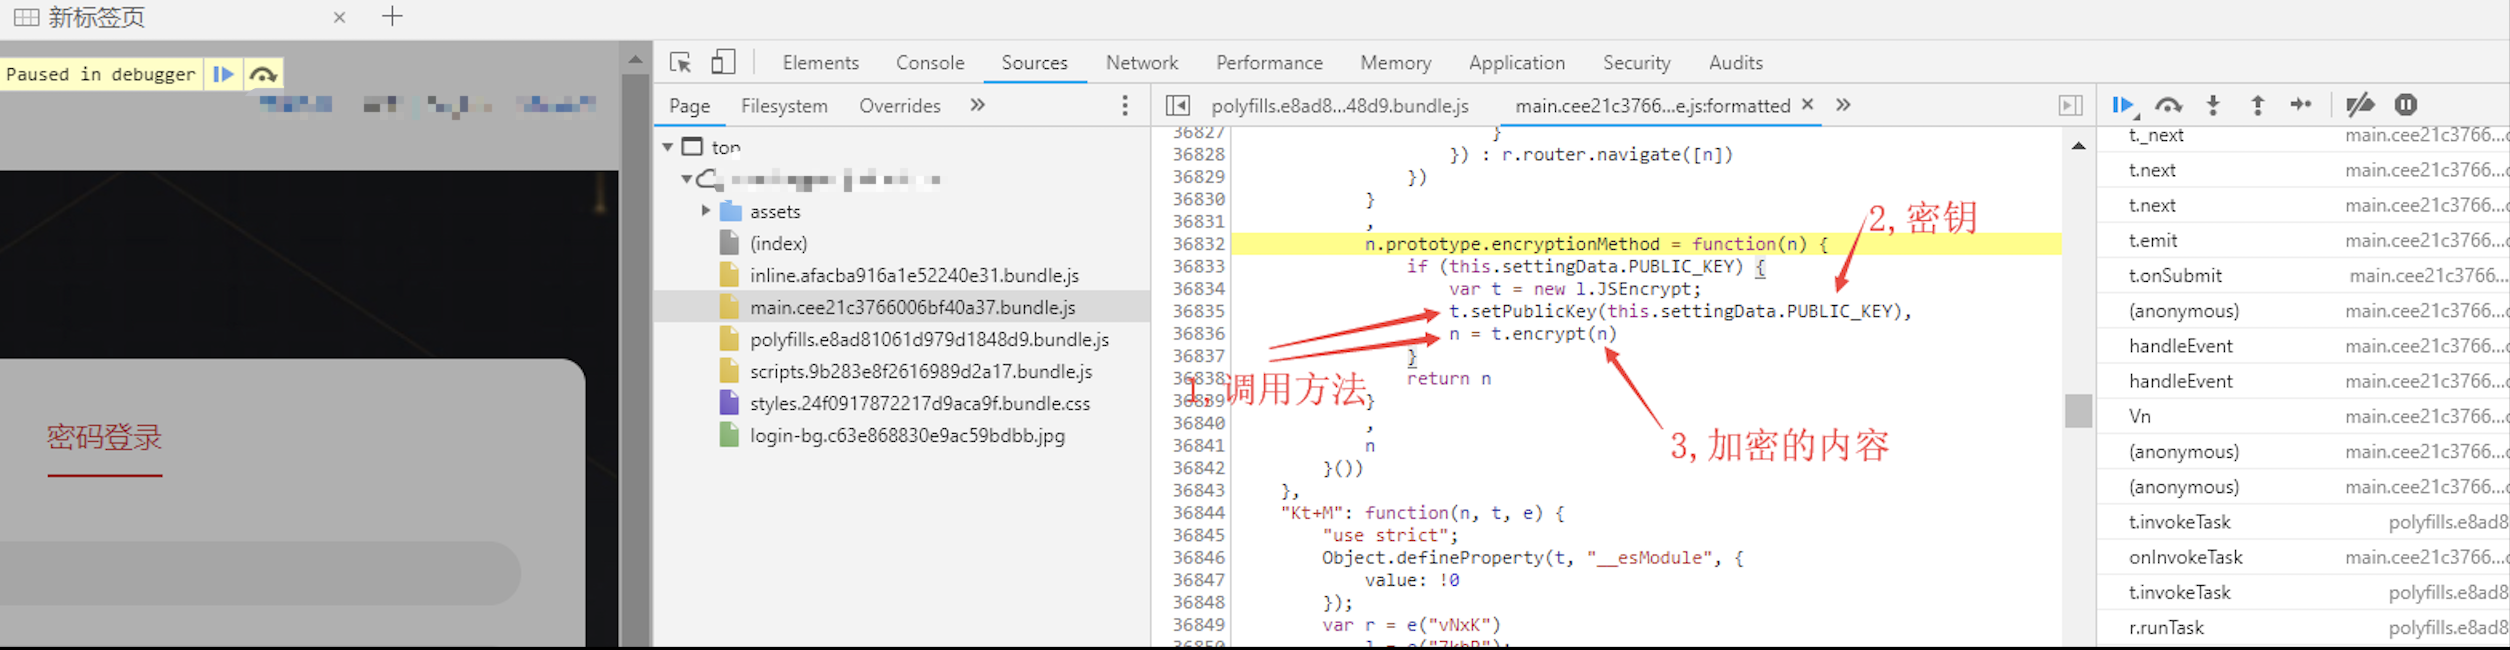 新标签页
Paused in debugger
密码登录
Elements Console Sources Network Performance Memory Application Security Audits
Page Filesystem Overrides
top
assets
(index)
inline.afacba916a1e52240e31.bundle.js
main.cee21c3766006bf40a37.bundle.js
polyfills.e8ad81061d979d1848d9.bundle.js
scripts.9b283e8f2616989d2a17.bundle.js
styles.24f0917872217d9aca9f.bundle.css
login-bg.c63e868830e9ac59bdbb.jpg
polyfills.e8ad8...48d9.bundle.js main.cee21c3766...e.js:formatted
36827 }
36828 }) : r.router.navigate([n])
36829 })
36830 }
36831 ,
36832 n.prototype.encryptionMethod = function(n) {
36833 if (this.settingData.PUBLIC_KEY) {
36834 var t = new l.JSEncrypt;
36835 t.setPublicKey(this.settingData.PUBLIC_KEY),
36836 n = t.encrypt(n)
36837 }
36838 return n
36839 }
36840 ,
36841 n
36842 }())
36843 },
36844 "Kt+M": function(n, t, e) {
36845 "use strict";
36846 Object.defineProperty(t, "__esModule", {
36847 value: !0
36848 });
36849 var r = e("vNxK")
2,密钥
1,调用方法
3,加密的内容
t._next main.cee21c3766...
t.next main.cee21c3766...
t.next main.cee21c3766...
t.emit main.cee21c3766...
t.onSubmit main.cee21c3766...
(anonymous) main.cee21c3766...
handleEvent main.cee21c3766...
handleEvent main.cee21c3766...
Vn main.cee21c3766...
(anonymous) main.cee21c3766...
(anonymous) main.cee21c3766...
t.invokeTask polyfills.e8ad8
onInvokeTask main.cee21c3766...
t.invokeTask polyfills.e8ad8
r.runTask polyfills.e8ad8